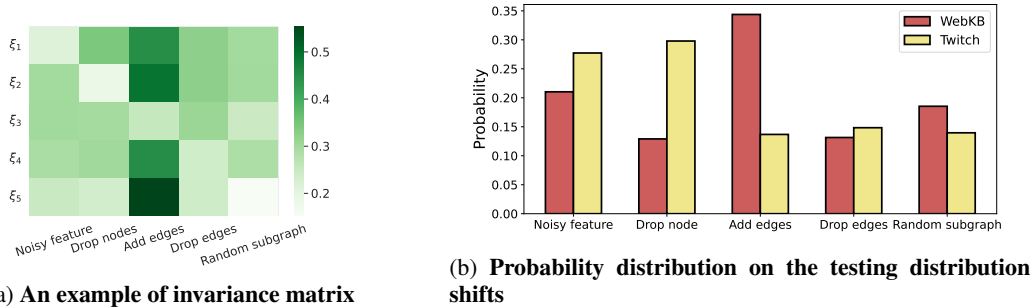 ξ1
ξ2
ξ3
ξ4
ξ5
Noisy feature
Drop nodes
Add edges
Drop edges
Random subgraph
0.5
0.4
0.3
0.2
) An example of invariance matrix
Probability
0.35
0.30
0.25
0.20
0.15
0.10
0.05
0.00
WebKB
Twitch
Noisy feature Drop node Add edges Drop edges Random subgraph
(b) Probability distribution on the testing distribution
shifts